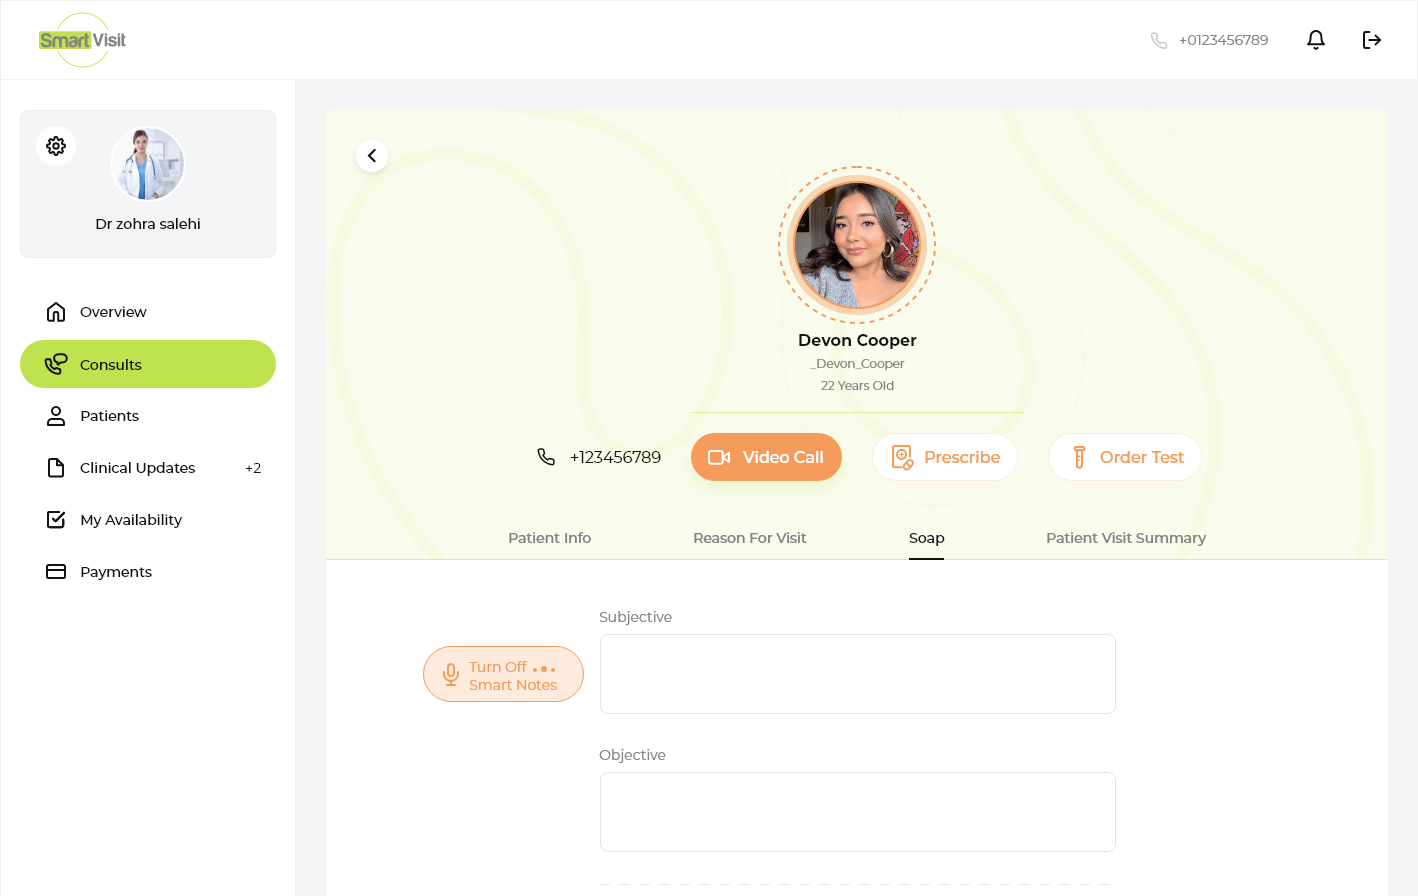 Smart Visit
+0123456789
Dr zohra salehi
Overview
Consults
Patients
Clinical Updates +2
My Availability
Payments
Devon Cooper
_Devon_Cooper
22 Years Old
+123456789
Video Call
Prescribe
Order Test
Patient Info
Reason For Visit
Soap
Patient Visit Summary
Subjective
Turn Off
Smart Notes
Objective